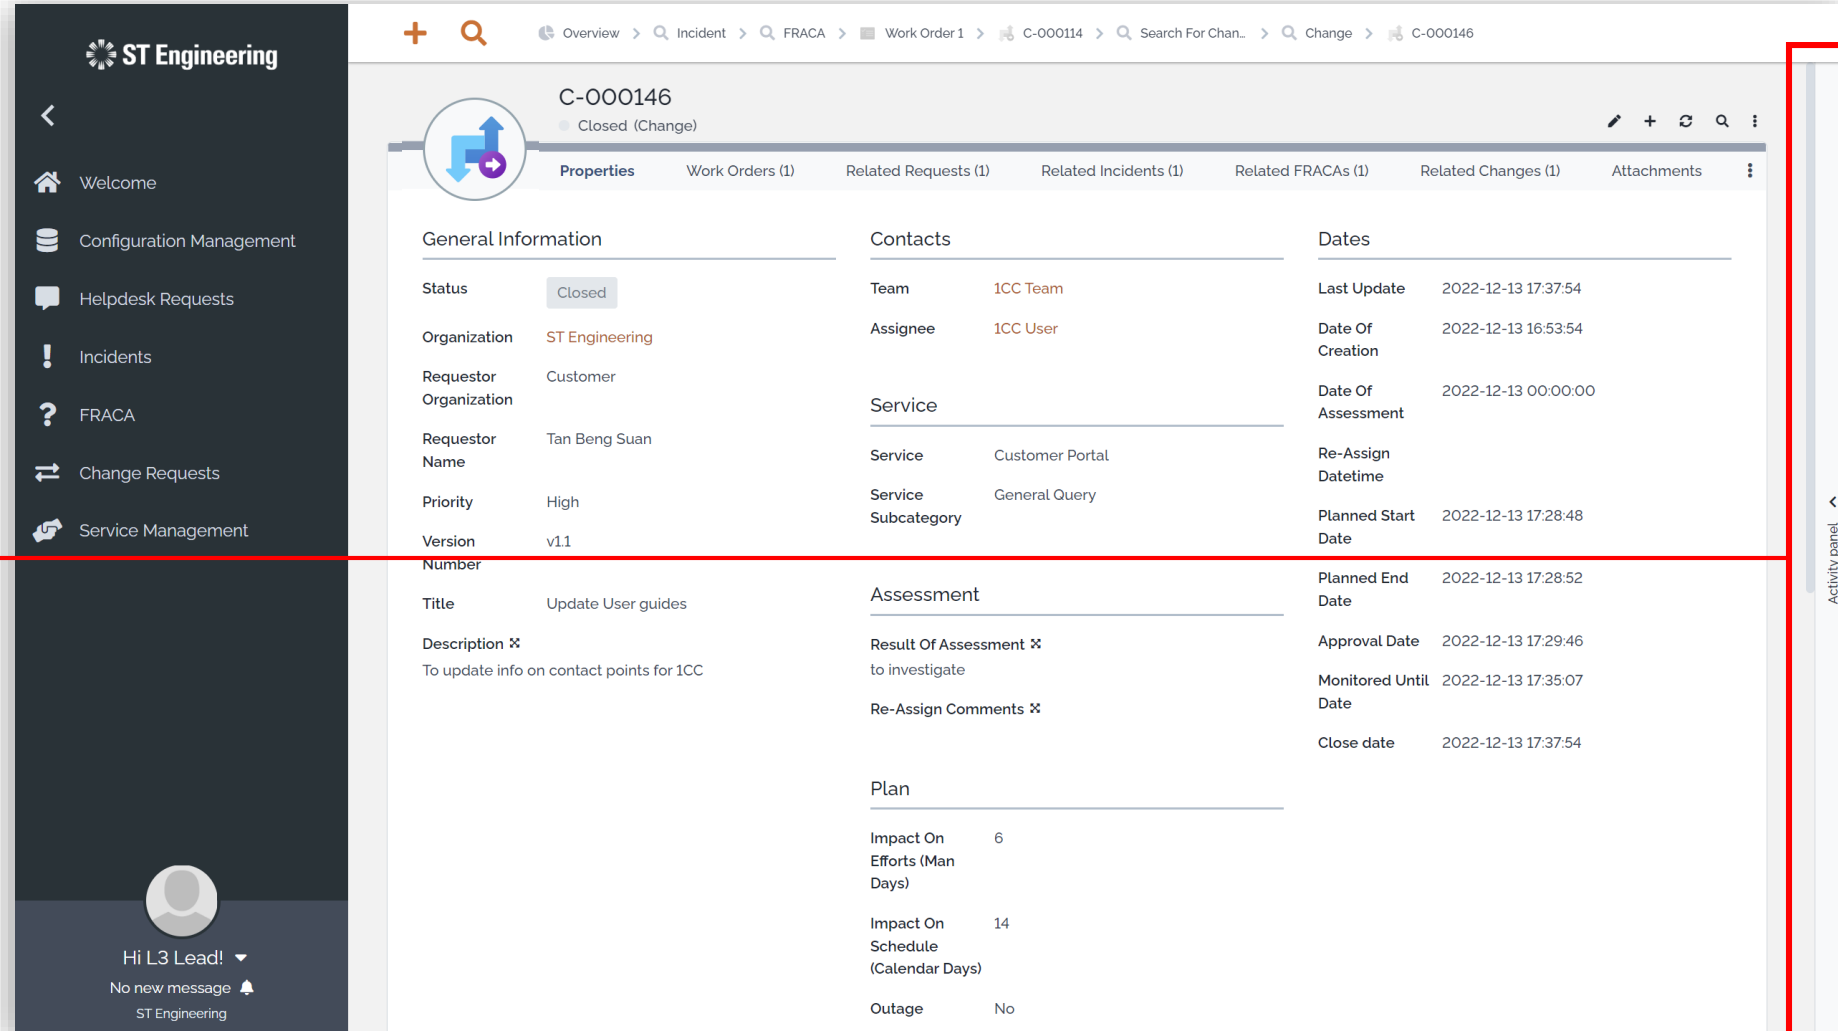 ST Engineering
Overview
Incident
FRACA
Work Order 1
C-000114
Search For Chan...
Change
C-000146
Welcome
Configuration Management
Helpdesk Requests
Incidents
FRACA
Change Requests
Service Management
Hi L3 Lead!
No new message
ST Engineering
C-000146
Closed (Change)
Properties
Work Orders (1)
Related Requests (1)
Related Incidents (1)
Related FRACAs (1)
Related Changes (1)
Attachments
General Information
Status Closed
Organization ST Engineering
Requestor Customer
Organization
Requestor Tan Beng Suan
Name
Priority High
Version v1.1
Number
Title Update User guides
Description
To update info on contact points for 1CC
Contacts
Team 1CC Team
Assignee 1CC User
Service
Service Customer Portal
Service General Query
Subcategory
Assessment
Result Of Assessment
to investigate
Re-Assign Comments
Plan
Impact On 6
Efforts (Man
Days)
Impact On 14
Schedule
(Calendar Days)
Outage No
Dates
Last Update 2022-12-13 17:37:54
Date Of 2022-12-13 16:53:54
Creation
Date Of 2022-12-13 00:00:00
Assessment
Re-Assign
Datetime
Planned Start 2022-12-13 17:28:48
Date
Planned End 2022-12-13 17:28:52
Date
Approval Date 2022-12-13 17:29:46
Monitored Until 2022-12-13 17:35:07
Date
Close date 2022-12-13 17:37:54
Activity panel